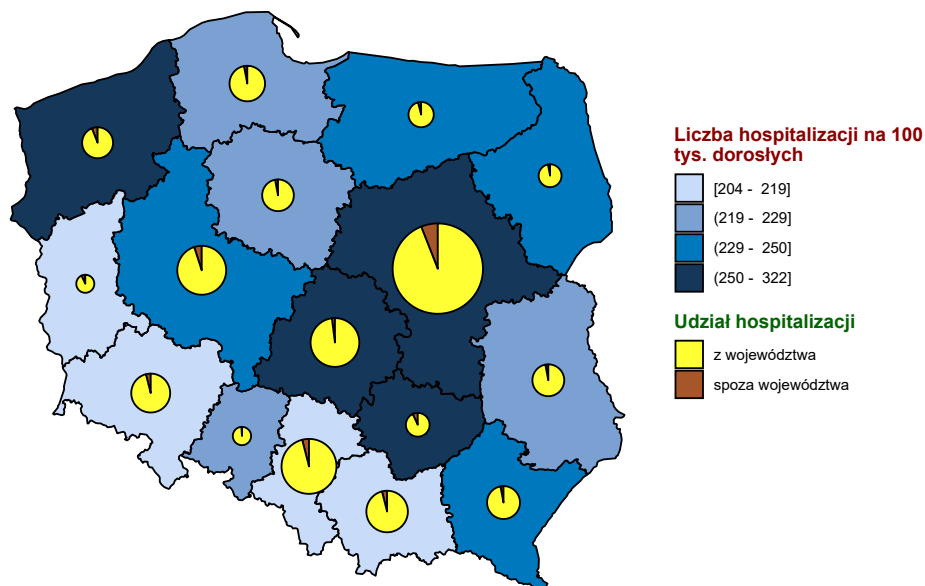 Liczba hospitalizacji na 100
tys. dorosłych
[204 - 219]
(219 - 229]
(229 - 250]
(250 - 322]
Udział hospitalizacji
z województwa
spoza województwa